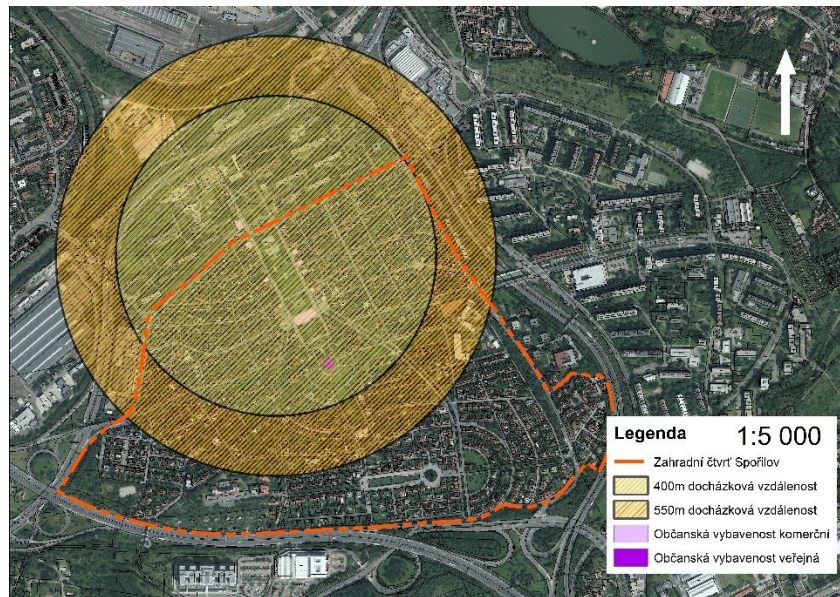 Legenda 1:5 000
Zahradní čtvrť Spořilov
400m docházková vzdálenost
550m docházková vzdálenost
Občanská vybavenost komerční
Občanská vybavenost veřejná